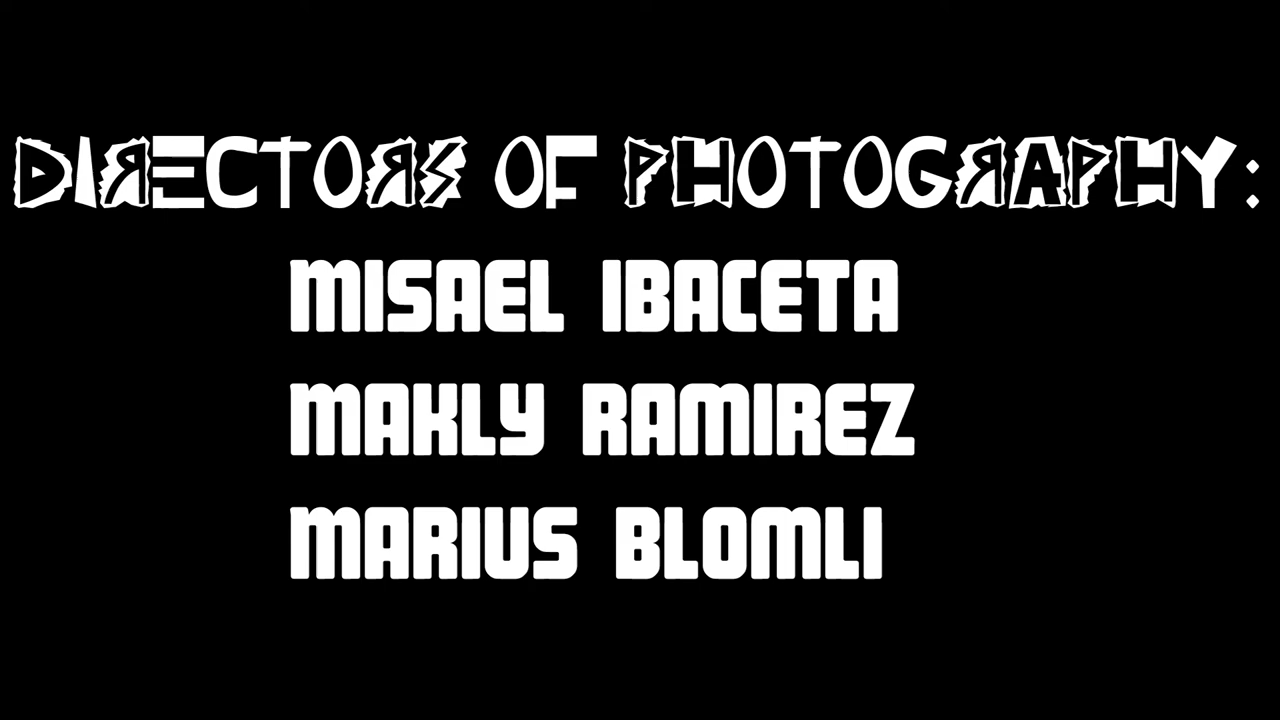 DIRECTORS OF PHOTOGRAPHY:
MISAEL IBACETA
MAKLY RAMIREZ
MARIUS BLOMLI